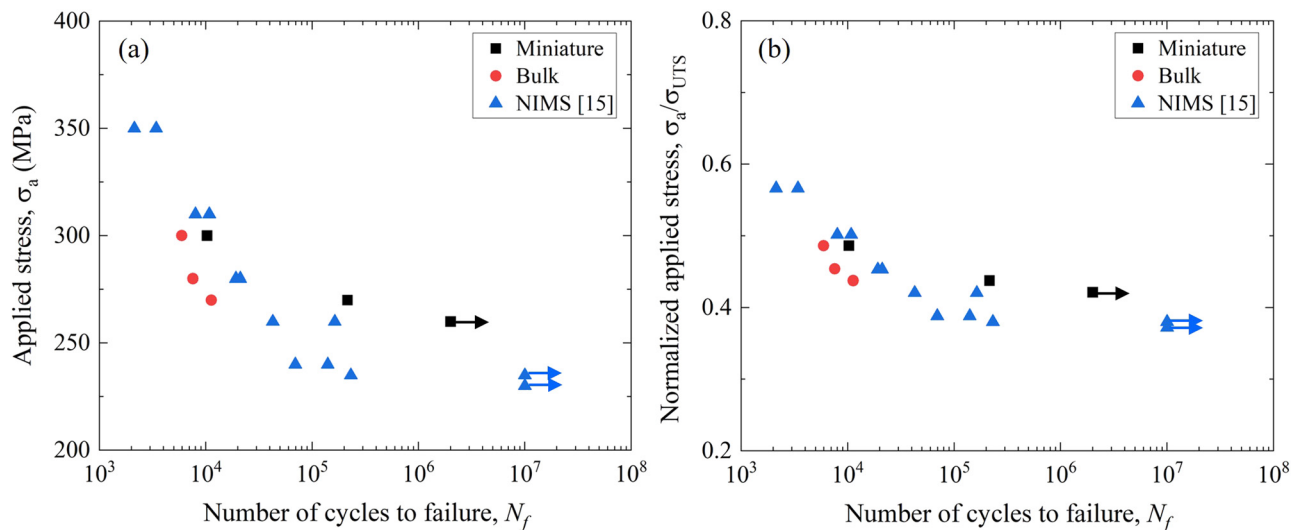 (a)
Miniature
Bulk
NIMS [15]
Applied stress, σa (MPa)
400
350
300
250
200
10^3
10^4
10^5
10^6
10^7
10^8
Number of cycles to failure, Nf
(b)
Miniature
Bulk
NIMS [15]
Normalized applied stress, σa/σUTS
0.8
0.6
0.4
0.2
10^3
10^4
10^5
10^6
10^7
10^8
Number of cycles to failure, Nf